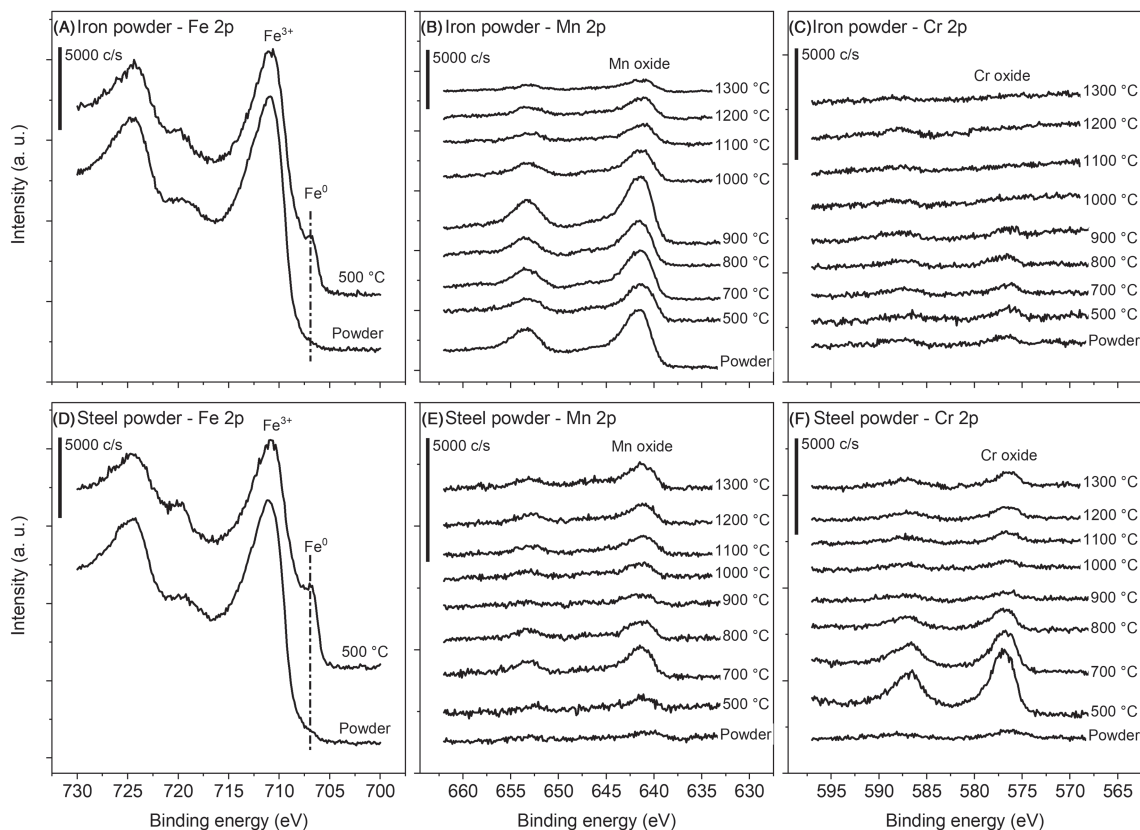 (A) Iron powder - Fe 2p
5000 c/s
Fe3+
Fe0
500 °C
Powder
Intensity (a. u.)
(B) Iron powder - Mn 2p
5000 c/s
Mn oxide
1300 °C
1200 °C
1100 °C
1000 °C
900 °C
800 °C
700 °C
500 °C
Powder
(C) Iron powder - Cr 2p
5000 c/s
Cr oxide
1300 °C
1200 °C
1100 °C
1000 °C
900 °C
800 °C
700 °C
500 °C
Powder
(D) Steel powder - Fe 2p
5000 c/s
Fe3+
Fe0
500 °C
Powder
Intensity (a. u.)
730 725 720 715 710 705 700
Binding energy (eV)
(E) Steel powder - Mn 2p
5000 c/s
Mn oxide
1300 °C
1200 °C
1100 °C
1000 °C
900 °C
800 °C
700 °C
500 °C
Powder
660 655 650 645 640 635 630
Binding energy (eV)
(F) Steel powder - Cr 2p
5000 c/s
Cr oxide
1300 °C
1200 °C
1100 °C
1000 °C
900 °C
800 °C
700 °C
500 °C
Powder
595 590 585 580 575 570 565
Binding energy (eV)